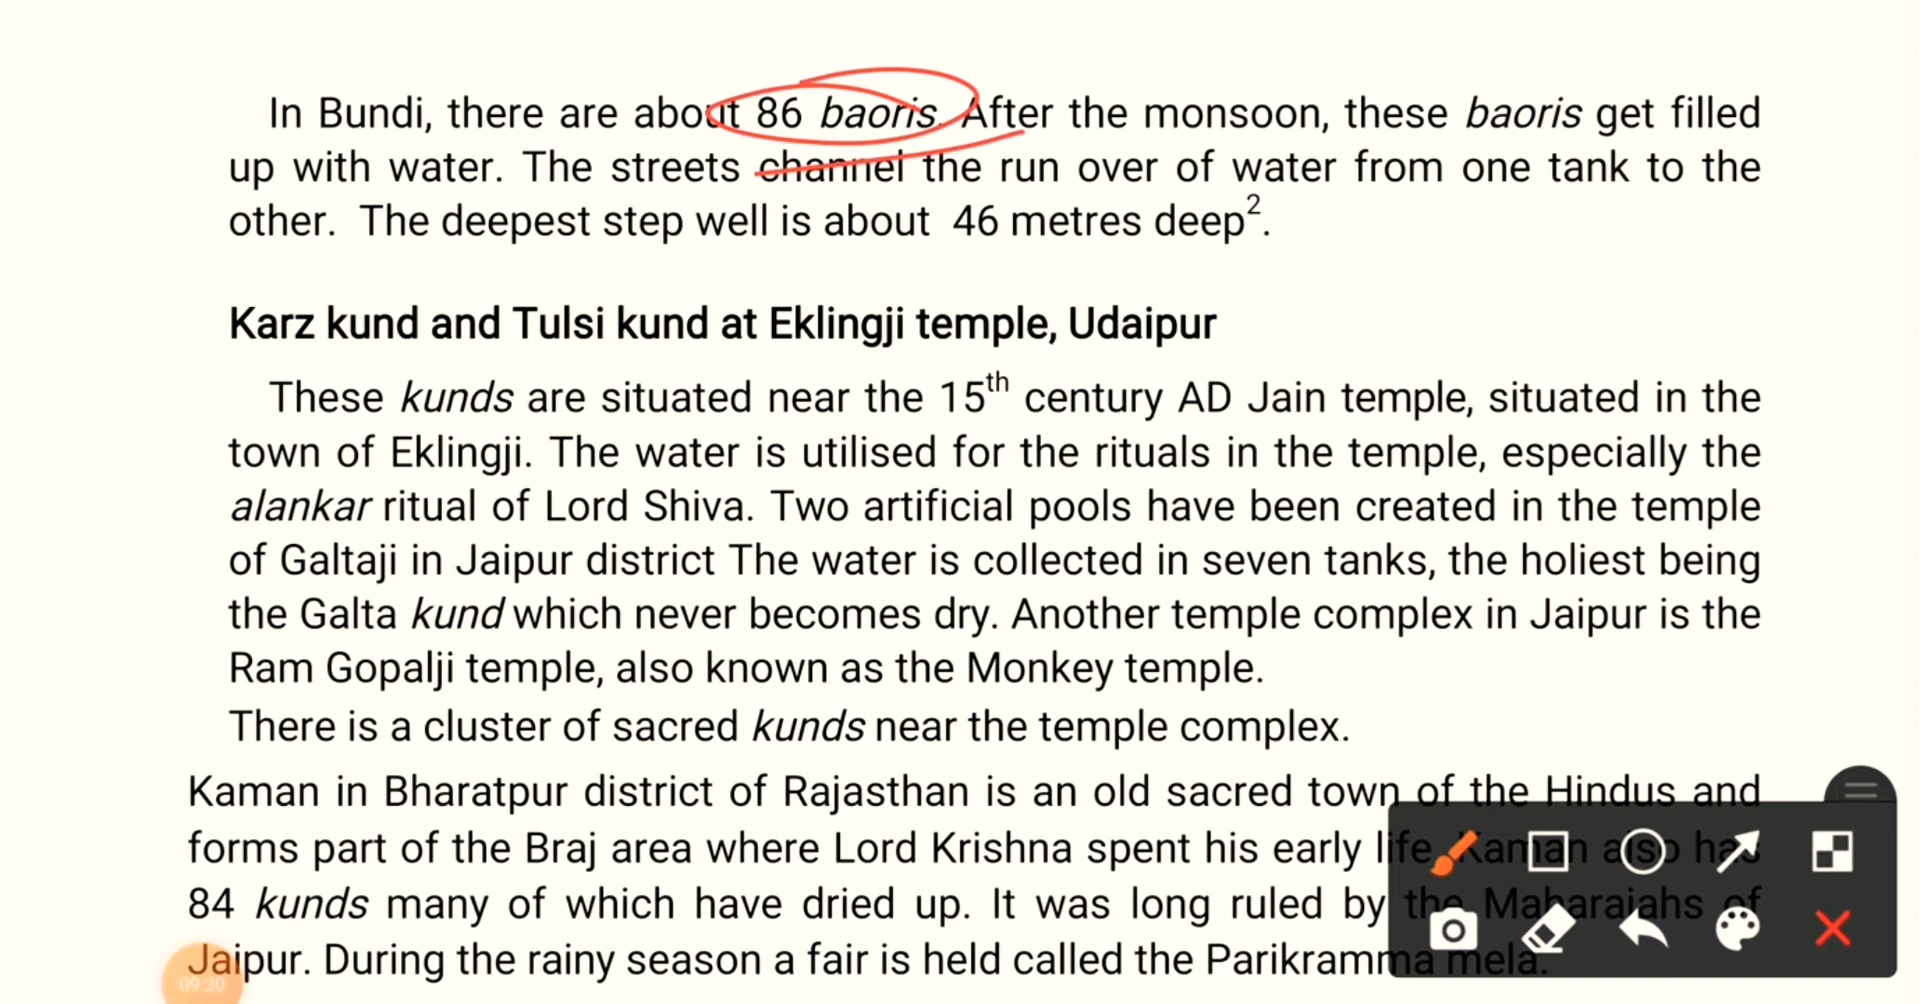 In Bundi, there are about 86 baoris. After the monsoon, these baoris get filled
up with water. The streets channel the run over of water from one tank to the
other. The deepest step well is about 46 metres deep².
Karz kund and Tulsi kund at Eklingji temple, Udaipur
These kunds are situated near the 15th century AD Jain temple, situated in the
town of Eklingji. The water is utilised for the rituals in the temple, especially the
alankar ritual of Lord Shiva. Two artificial pools have been created in the temple
of Galtaji in Jaipur district The water is collected in seven tanks, the holiest being
the Galta kund which never becomes dry. Another temple complex in Jaipur is the
Ram Gopalji temple, also known as the Monkey temple.
There is a cluster of sacred kunds near the temple complex.
Kaman in Bharatpur district of Rajasthan is an old sacred town of the Hindus and
forms part of the Braj area where Lord Krishna spent his early life. Kaman also has
84 kunds many of which have dried up. It was long ruled by the Maharajahs of
Jaipur. During the rainy season a fair is held called the Parikramma mela.
09:30